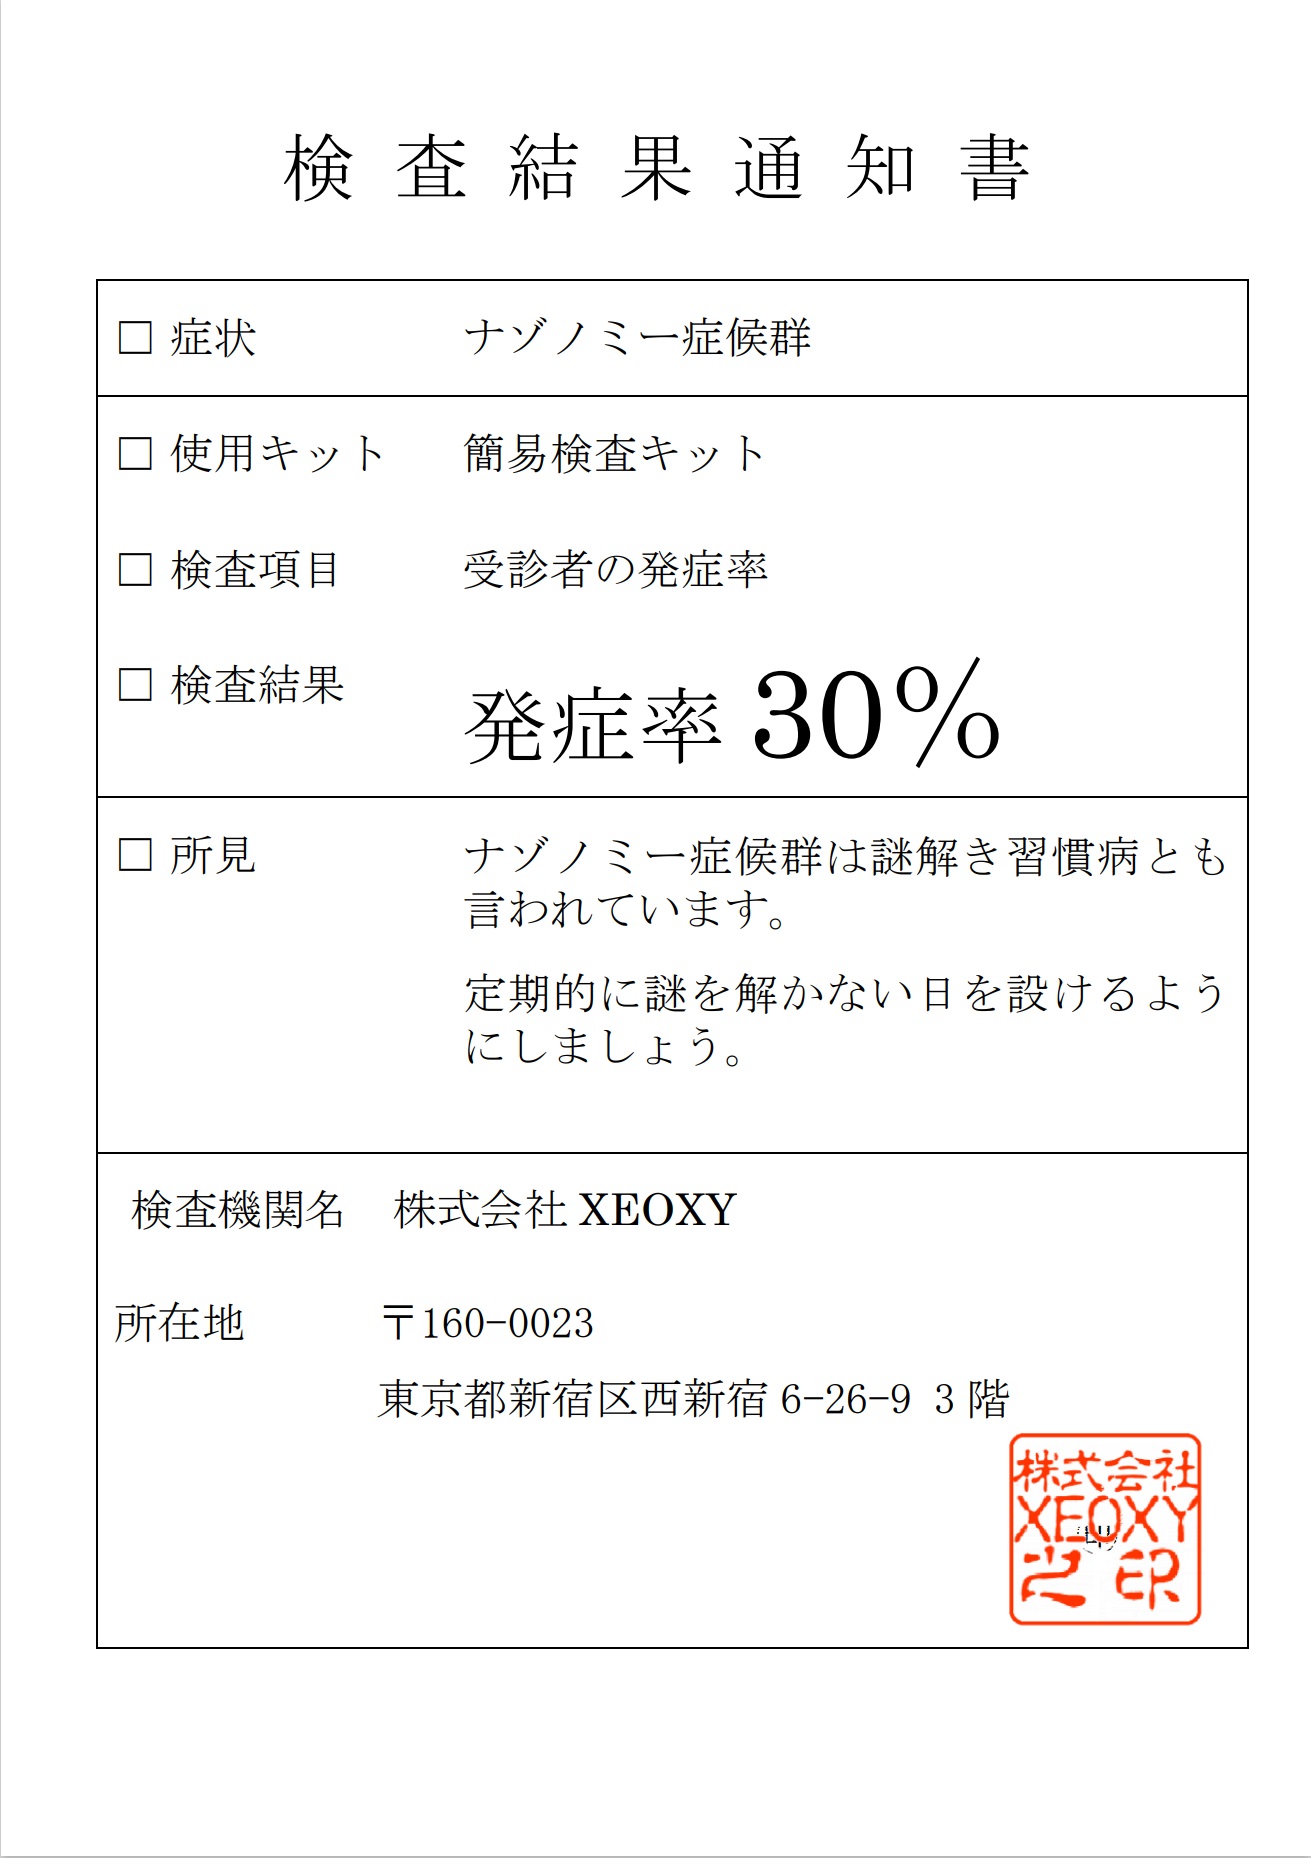 検査結果通知書
□ 症状 ナゾノミー症候群
□ 使用キット 簡易検査キット
□ 検査項目 受診者の発症率
□ 検査結果 発症率 30%
□ 所見 ナゾノミー症候群は謎解き習慣病とも
言われています。
定期的に謎を解かない日を設けるよう
にしましょう。
検査機関名 株式会社 XEOXY
所在地 〒160-0023
東京都新宿区西新宿 6-26-9 3 階
株式会社
XEOXY
之印